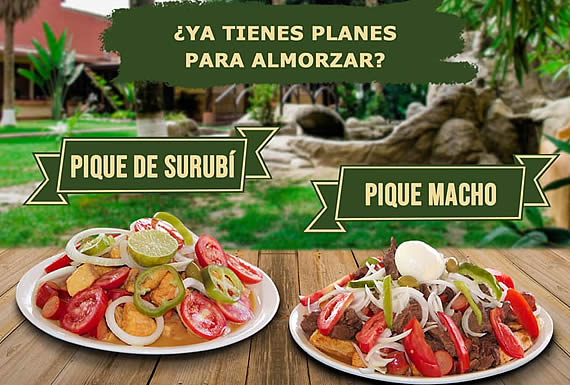 ¿YA TIENES PLANES
PARA ALMORZAR?
PIQUE DE SURUBÍ
PIQUE MACHO